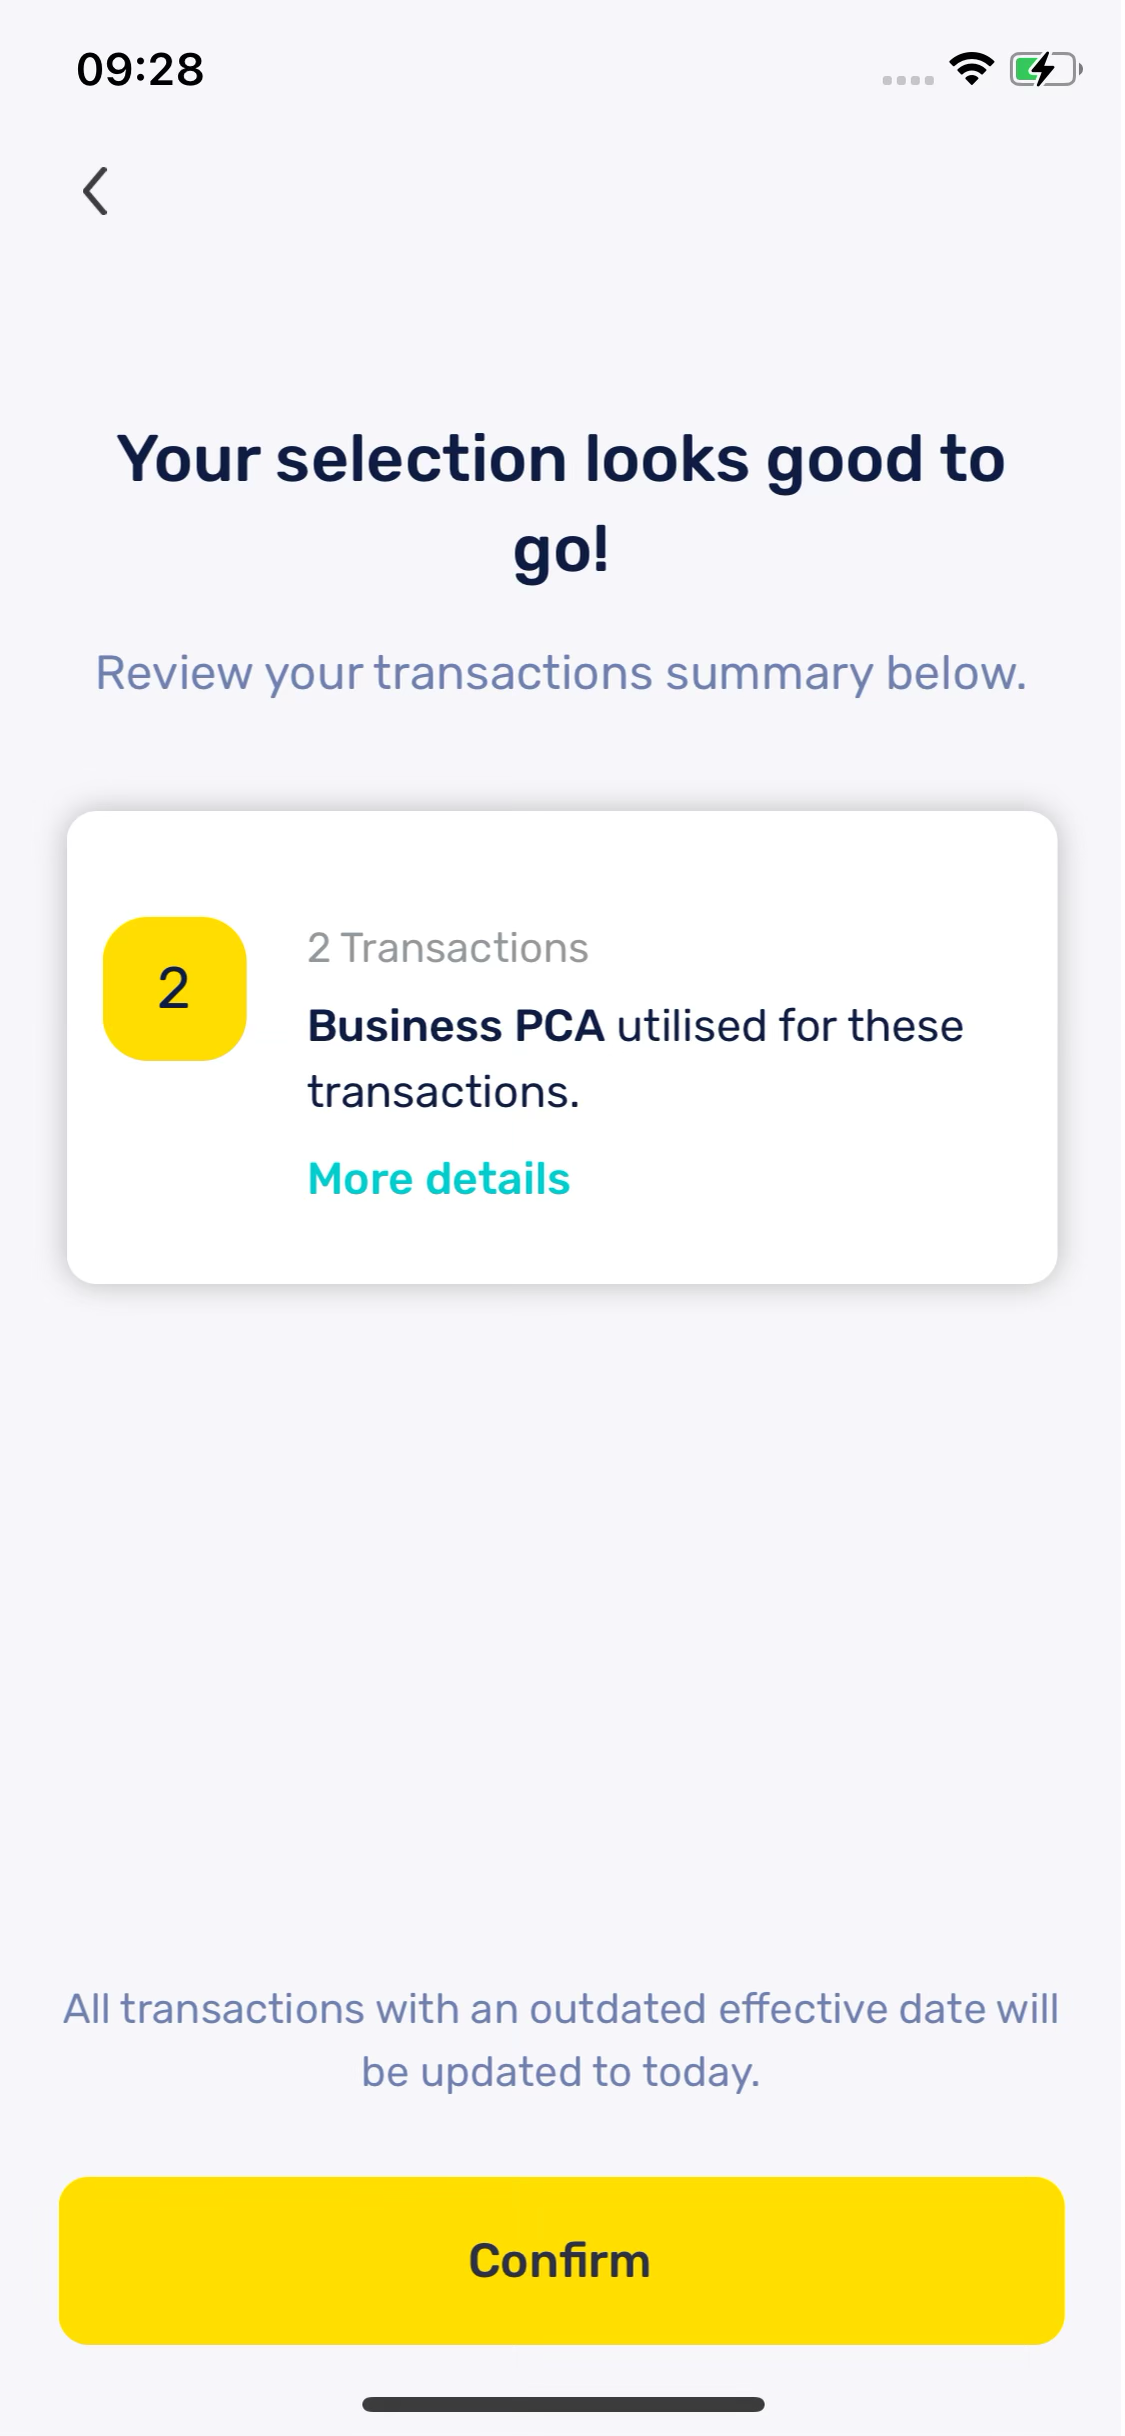 09:28
Your selection looks good to
go!
Review your transactions summary below.
2
2 Transactions
Business PCA utilised for these
transactions.
More details
All transactions with an outdated effective date will
be updated to today.
Confirm